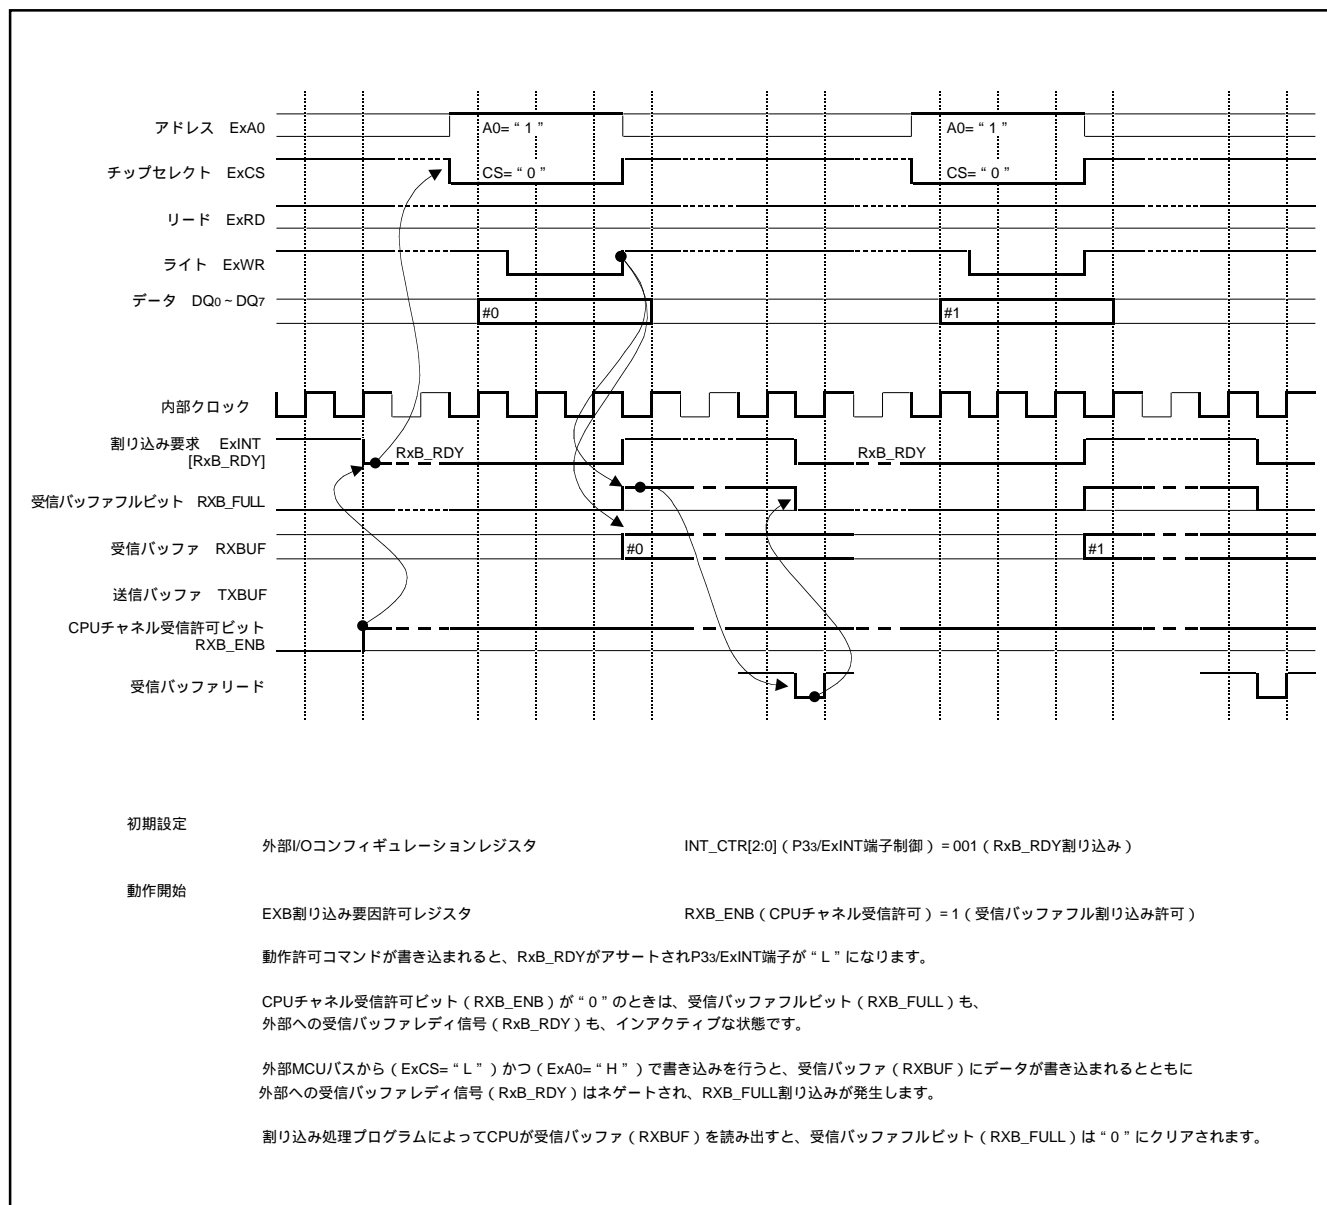 アドレス ExA0
A0= “ 1 ”
A0= “ 1 ”
チップセレクト ExCS
CS= “ 0 ”
CS= “ 0 ”
リード ExRD
ライト ExWR
データ DQ0 ~ DQ7
#0
#1
内部クロック
割り込み要求 ExINT
[RxB_RDY]
RxB_RDY
RxB_RDY
受信バッファフルビット RXB_FULL
受信バッファ RXBUF
#0
#1
送信バッファ TXBUF
CPUチャネル受信許可ビット
RXB_ENB
受信バッファリード
初期設定
外部I/Oコンフィギュレーションレジスタ INT_CTR[2:0]（P33/ExINT端子制御）= 001（RxB_RDY割り込み）
動作開始
EXB割り込み要因許可レジスタ RXB_ENB（CPUチャネル受信許可）= 1（受信バッファフル割り込み許可）
動作許可コマンドが書き込まれると、RxB_RDYがアサートされP33/ExINT端子が “ L ” になります。
CPUチャネル受信許可ビット（RXB_ENB）が “ 0 ” のときは、受信バッファフルビット（RXB_FULL）も、
外部への受信バッファレディ信号（RxB_RDY）も、インアクティブな状態です。
外部MCUバスから（ExCS= “ L ”）かつ（ExA0= “ H ”）で書き込みを行うと、受信バッファ（RXBUF）にデータが書き込まれるとともに
外部への受信バッファレディ信号（RxB_RDY）はネゲートされ、RXB_FULL割り込みが発生します。
割り込み処理プログラムによってCPUが受信バッファ（RXBUF）を読み出すと、受信バッファフルビット（RXB_FULL）は “ 0 ” にクリアされます。